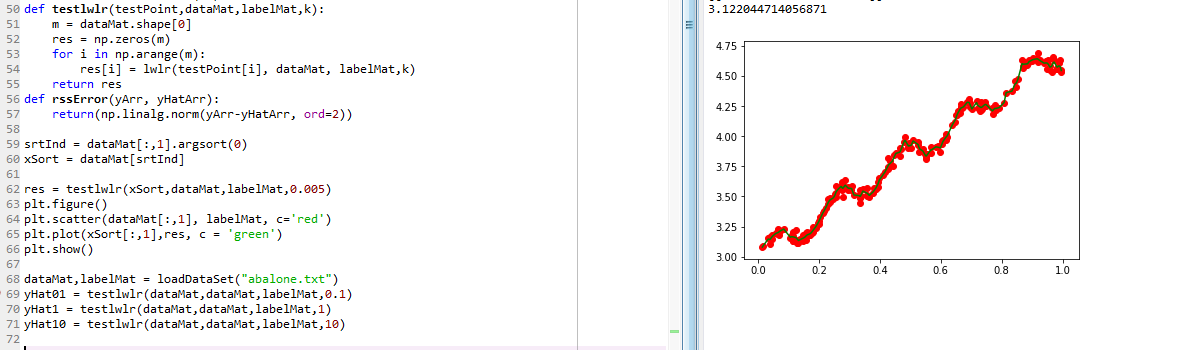 50 def testlwlr(testPoint,dataMat,labelMat,k):
51     m = dataMat.shape[0]
52     res = np.zeros(m)
53     for i in np.arange(m):
54         res[i] = lwlr(testPoint[i], dataMat, labelMat,k)
55     return res
56 def rssError(yArr, yHatArr):
57     return(np.linalg.norm(yArr-yHatArr, ord=2))
58
59 srtInd = dataMat[:,1].argsort(0)
60 xSort = dataMat[srtInd]
61
62 res = testlwlr(xSort,dataMat,labelMat,0.005)
63 plt.figure()
64 plt.scatter(dataMat[:,1], labelMat, c='red')
65 plt.plot(xSort[:,1],res, c = 'green')
66 plt.show()
67
68 dataMat,labelMat = loadDataSet("abalone.txt")
69 yHat01 = testlwlr(dataMat,dataMat,labelMat,0.1)
70 yHat1 = testlwlr(dataMat,dataMat,labelMat,1)
71 yHat10 = testlwlr(dataMat,dataMat,labelMat,10)
72
3.122044714056871
4.75
4.50
4.25
4.00
3.75
3.50
3.25
3.00
0.0 0.2 0.4 0.6 0.8 1.0